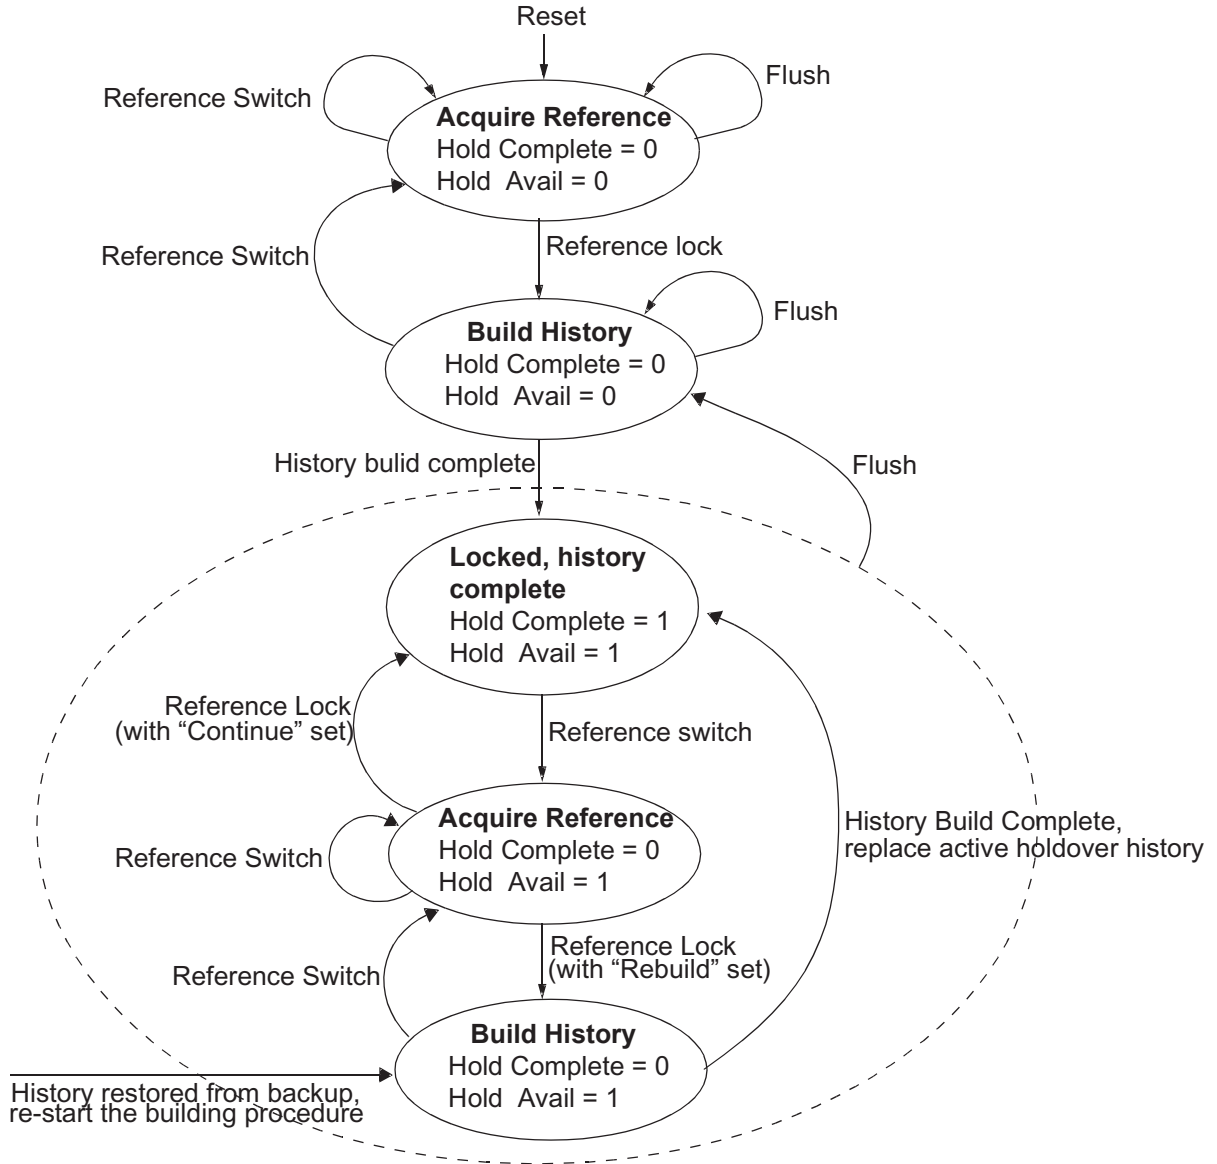 Reset
Reference Switch
Flush
Acquire Reference
Hold Complete = 0
Hold Avail = 0
Reference Switch
Reference lock
Flush
Build History
Hold Complete = 0
Hold Avail = 0
History bulid complete
Flush
Locked, history
complete
Hold Complete = 1
Hold Avail = 1
Reference Lock
(with “Continue” set)
Reference switch
Acquire Reference
Hold Complete = 0
Hold Avail = 1
Reference Switch
History Build Complete,
replace active holdover history
Reference Lock
(with “Rebuild” set)
Reference Switch
Build History
Hold Complete = 0
Hold Avail = 1
History restored from backup,
re-start the building procedure